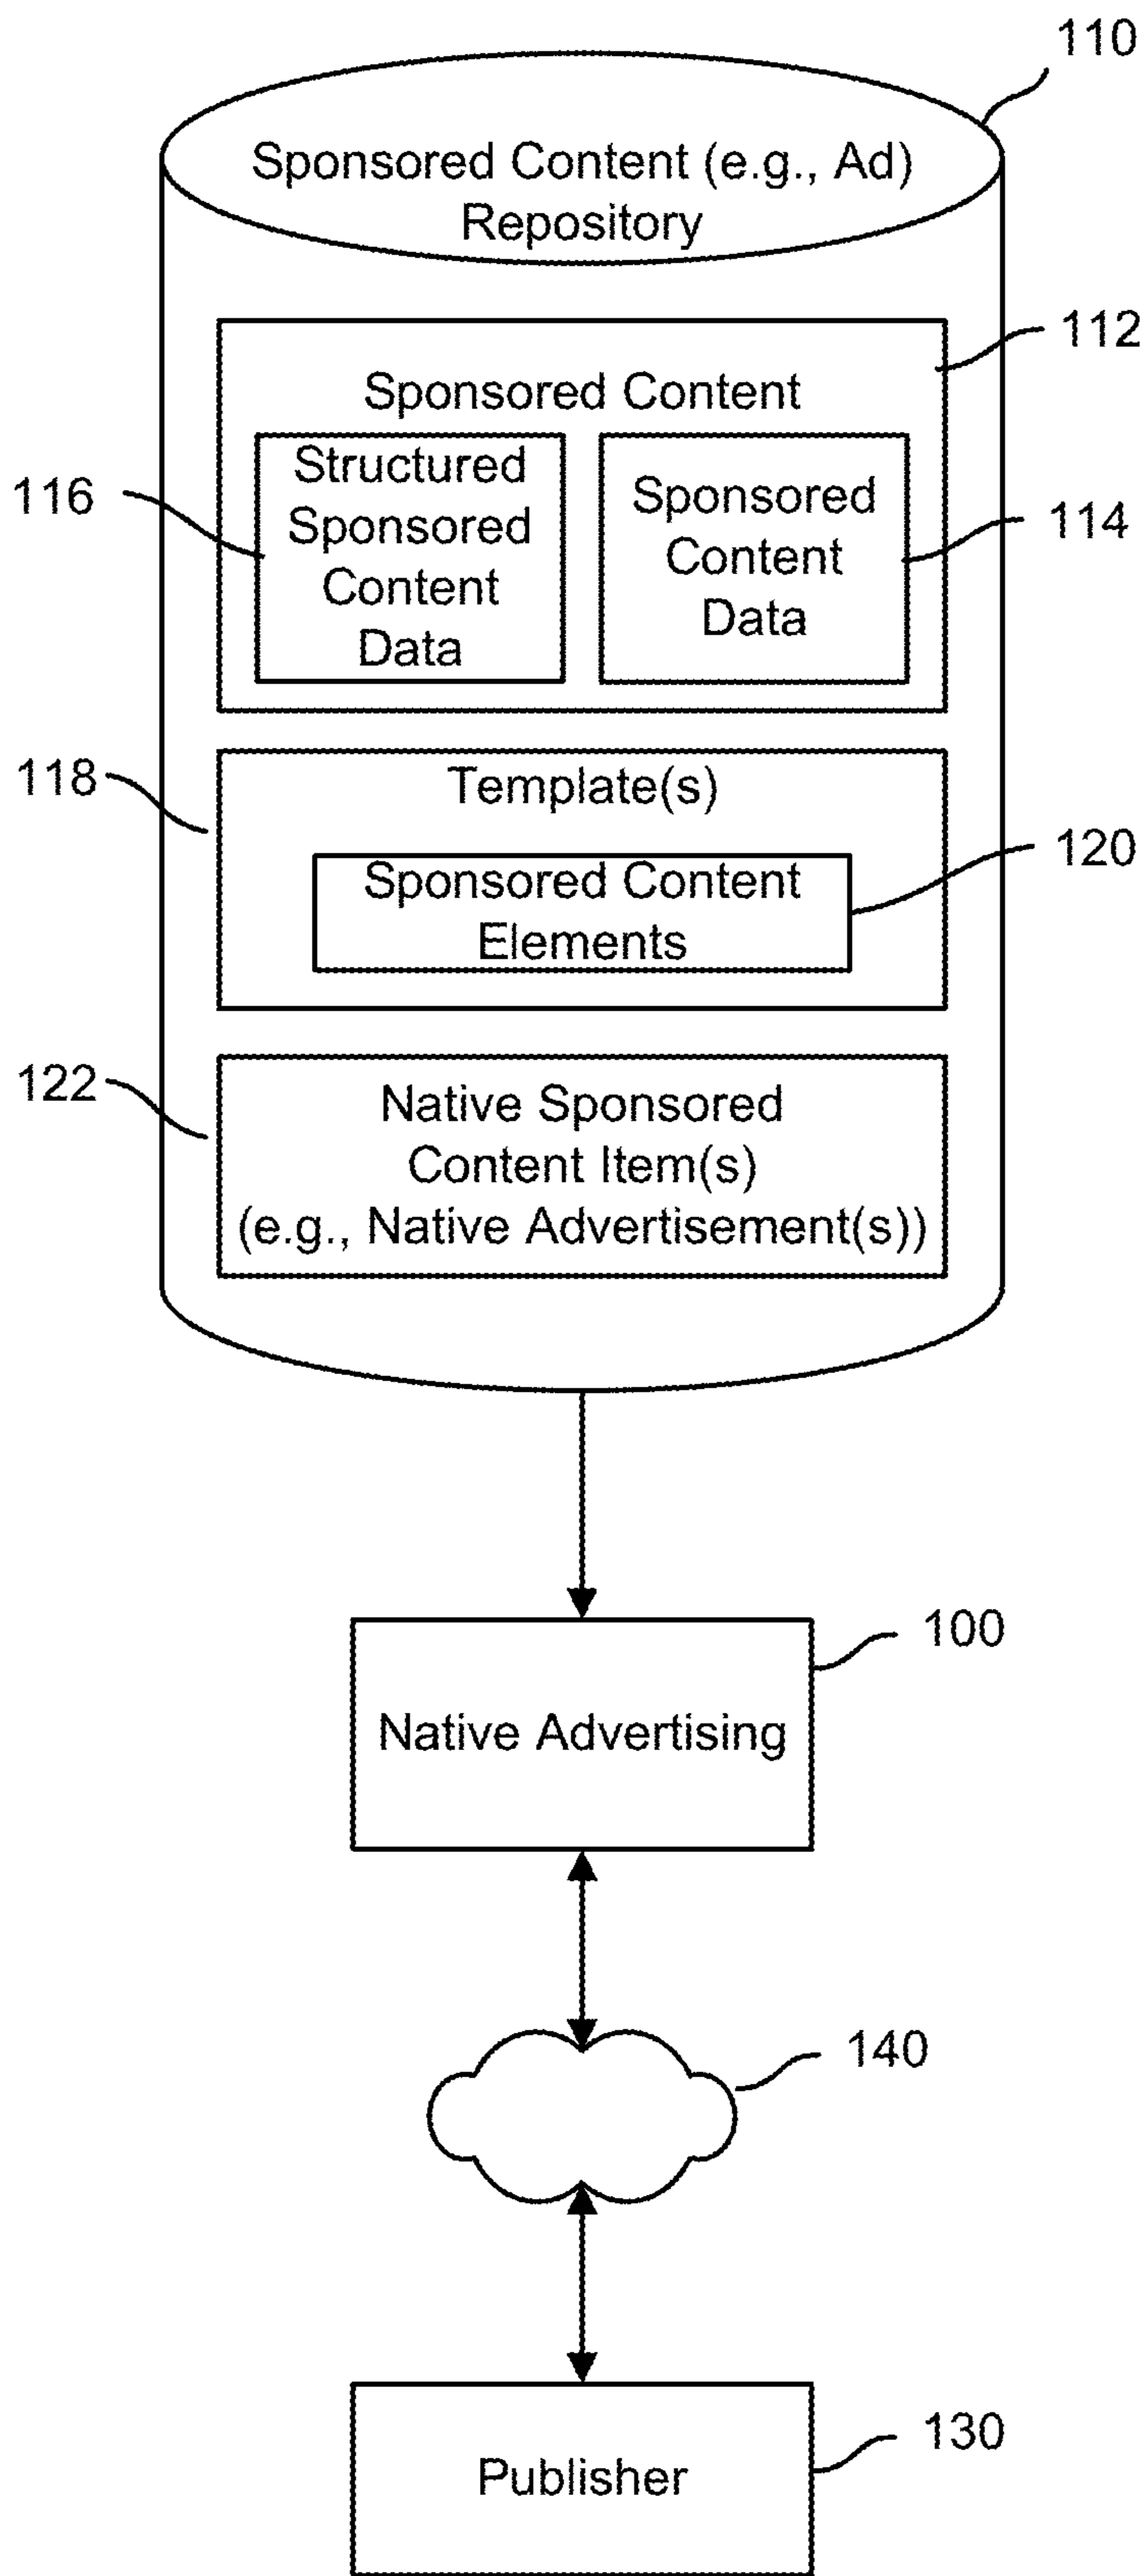 110
Sponsored Content (e.g., Ad)
Repository
112
Sponsored Content
116
Structured
Sponsored
Content
Data
Sponsored
Content
Data
114
118
Template(s)
120
Sponsored Content
Elements
122
Native Sponsored
Content Item(s)
(e.g., Native Advertisement(s))
100
Native Advertising
140
130
Publisher